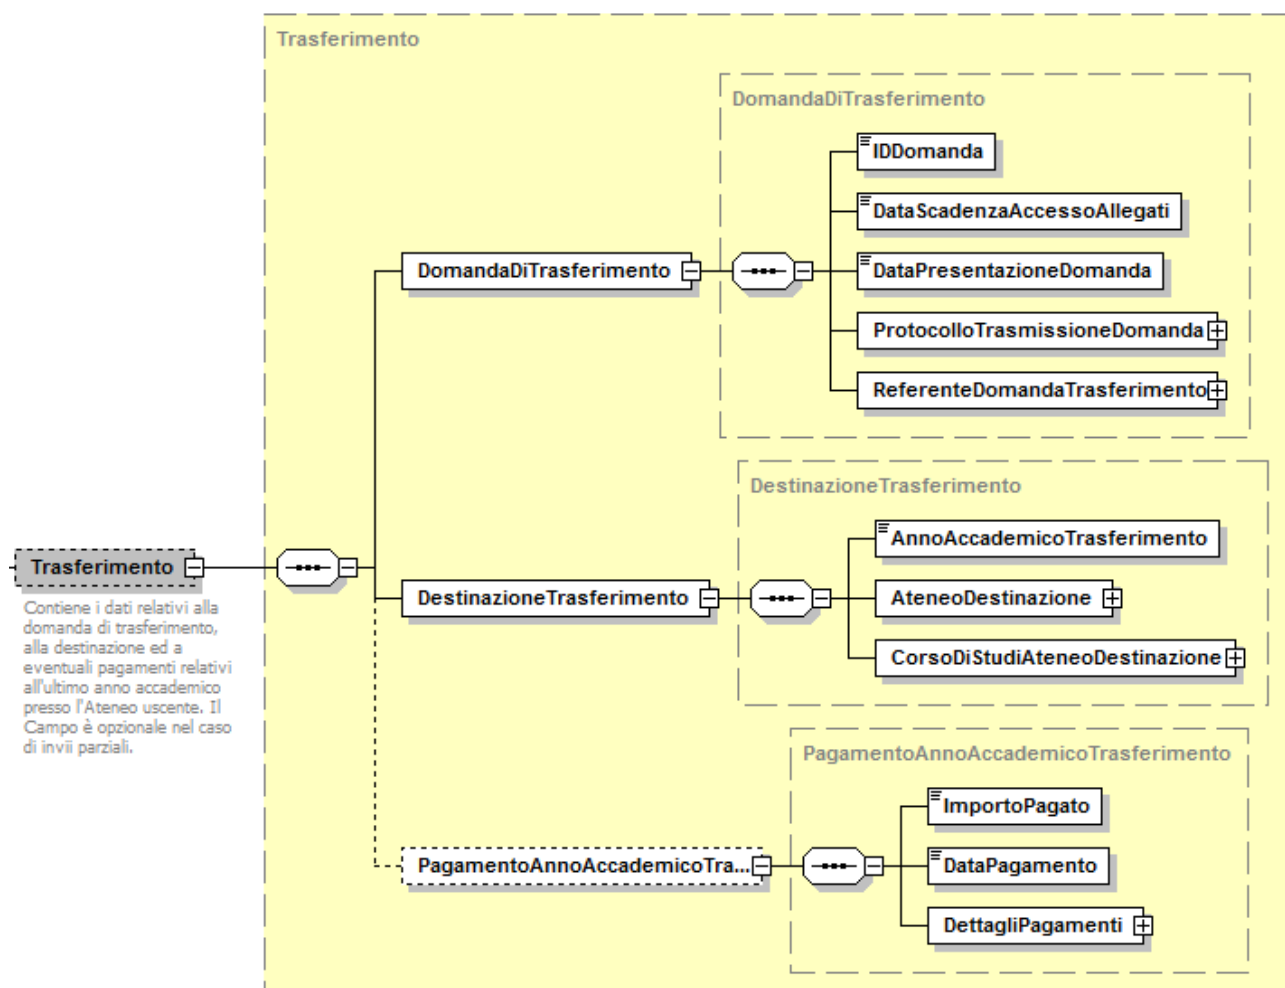 Trasferimento
DomandaDiTrasferimento
IDDomanda
DataScadenzaAccessoAllegati
DomandaDiTrasferimento
DataPresentazioneDomanda
ProtocolloTrasmissioneDomanda
ReferenteDomandaTrasferimento
DestinazioneTrasferimento
AnnoAccademicoTrasferimento
Trasferimento
DestinazioneTrasferimento
AteneoDestinazione
CorsoDiStudiAteneoDestinazione
Contiene i dati relativi alla
domanda di trasferimento,
alla destinazione ed a
eventuali pagamenti relativi
all'ultimo anno accademico
presso l'Ateneo uscente. Il
Campo è opzionale nel caso
di invii parziali.
PagamentoAnnoAccademicoTrasferimento
ImportoPagato
PagamentoAnnoAccademicoTra...
DataPagamento
DettagliPagamenti